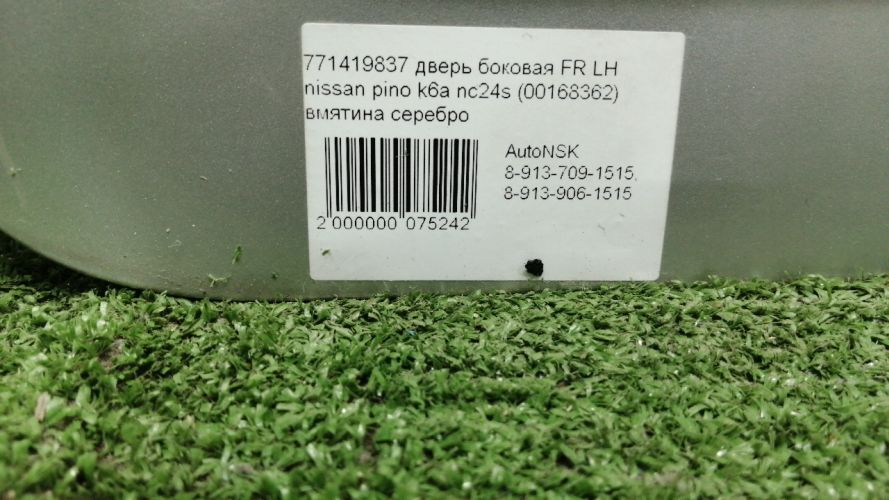 771419837 дверь боковая FR LH
nissan pino k6a nc24s (00168362)
вмятина серебро
AutoNSK
8-913-709-1515,
8-913-906-1515
2 000000 075242